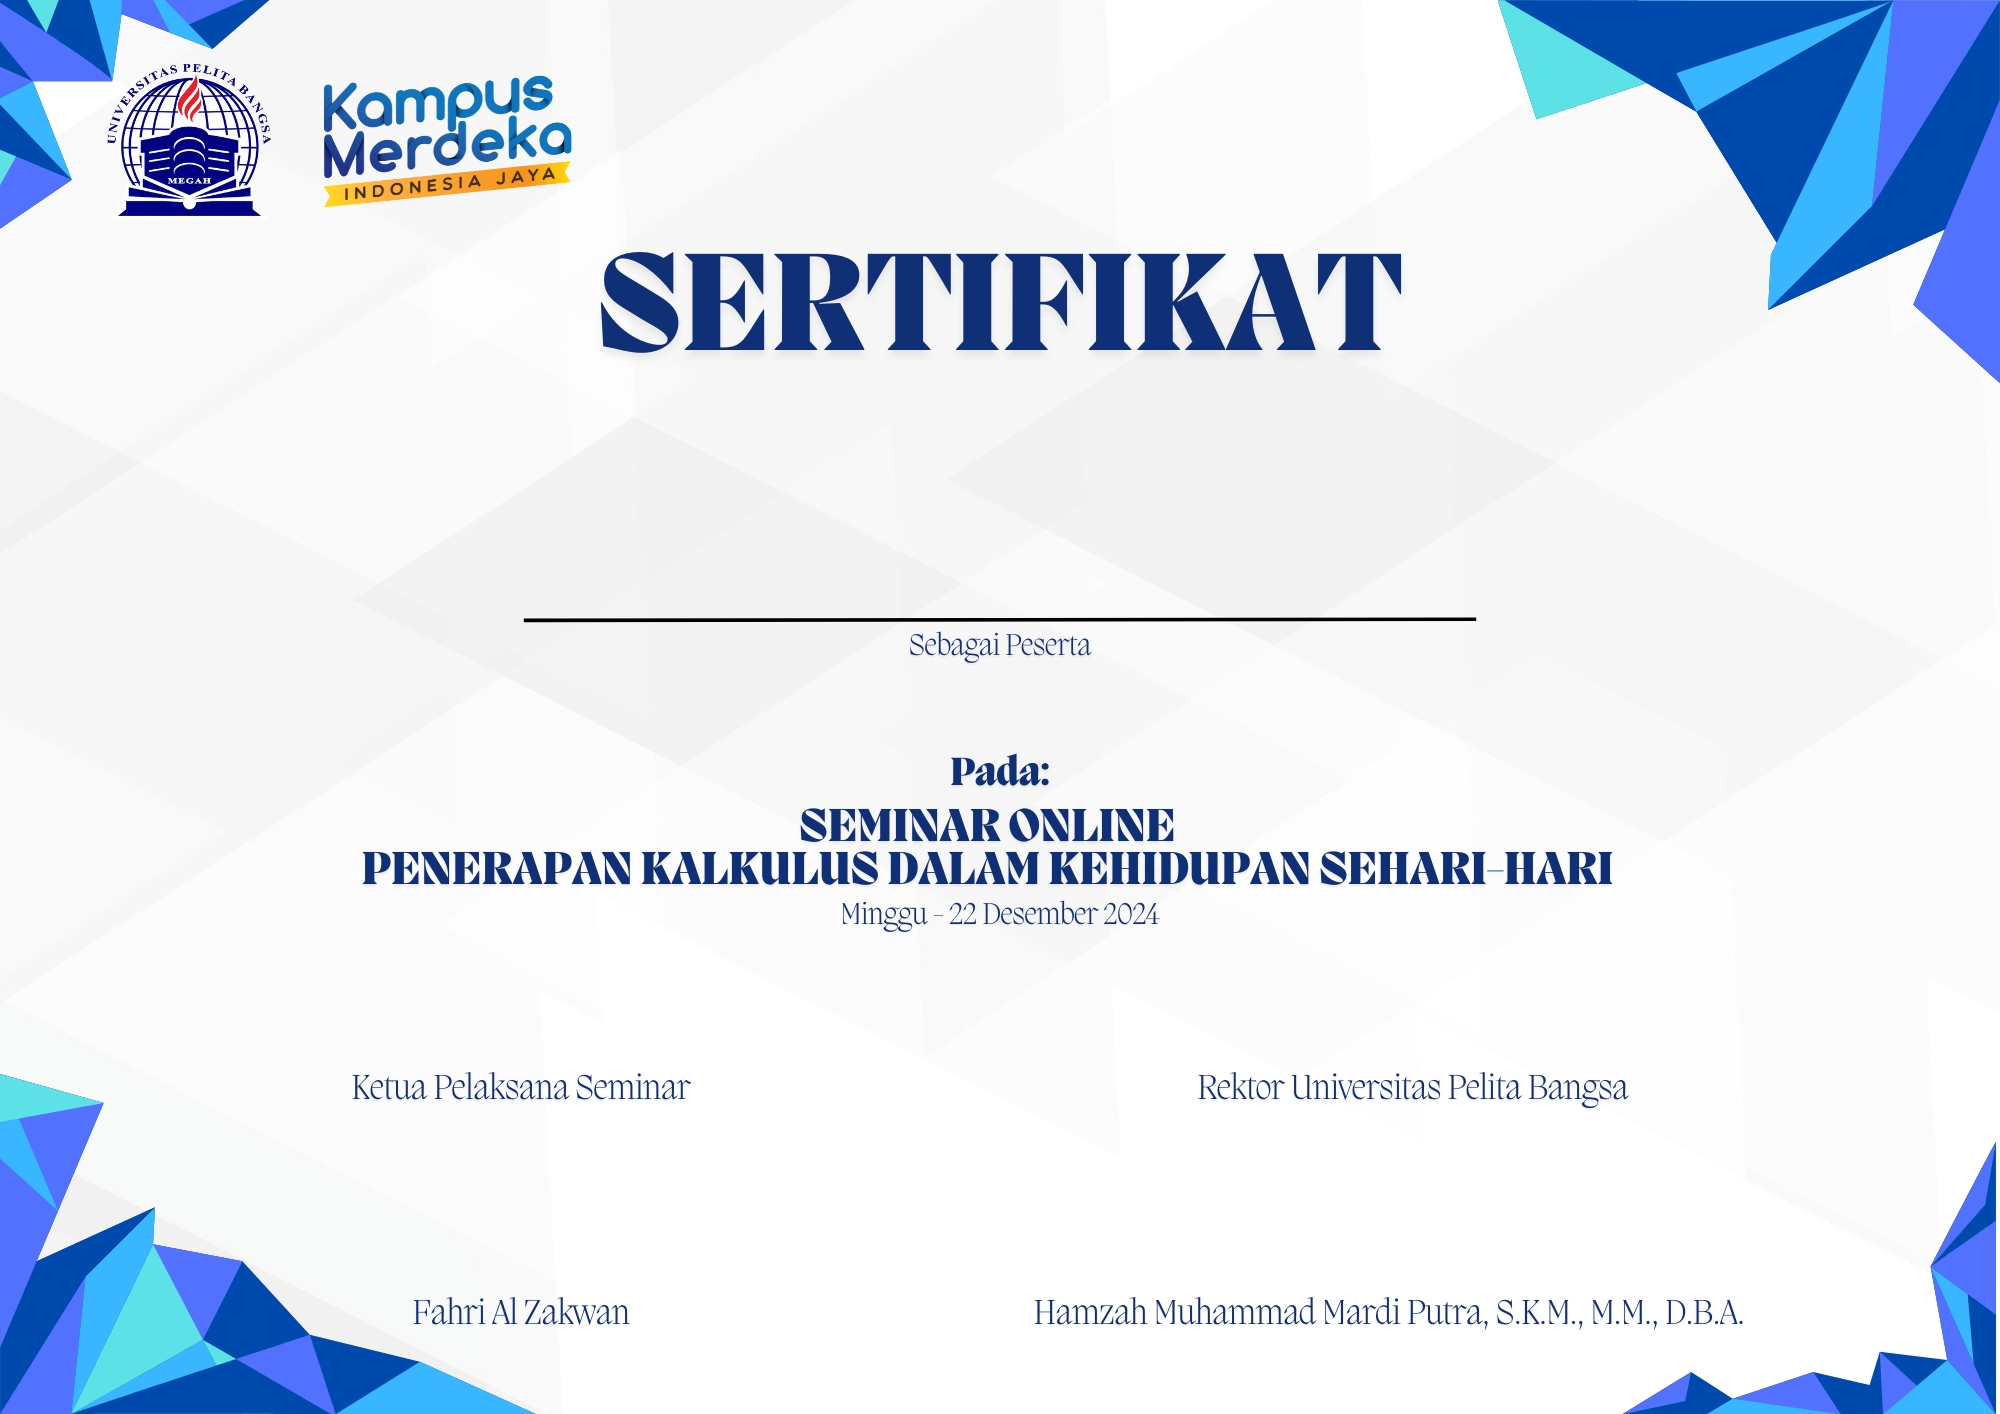 UNIVERSITAS PELITA BANGSA
MEGAH
Kampus
Merdeka
INDONESIA JAYA
SERTIFIKAT
Sebagai Peserta
Pada:
SEMINAR ONLINE
PENERAPAN KALKULUS DALAM KEHIDUPAN SEHARI-HARI
Minggu - 22 Desember 2024
Ketua Pelaksana Seminar
Rektor Universitas Pelita Bangsa
Fahri Al Zakwan
Hamzah Muhammad Mardi Putra, S.K.M., M.M., D.B.A.